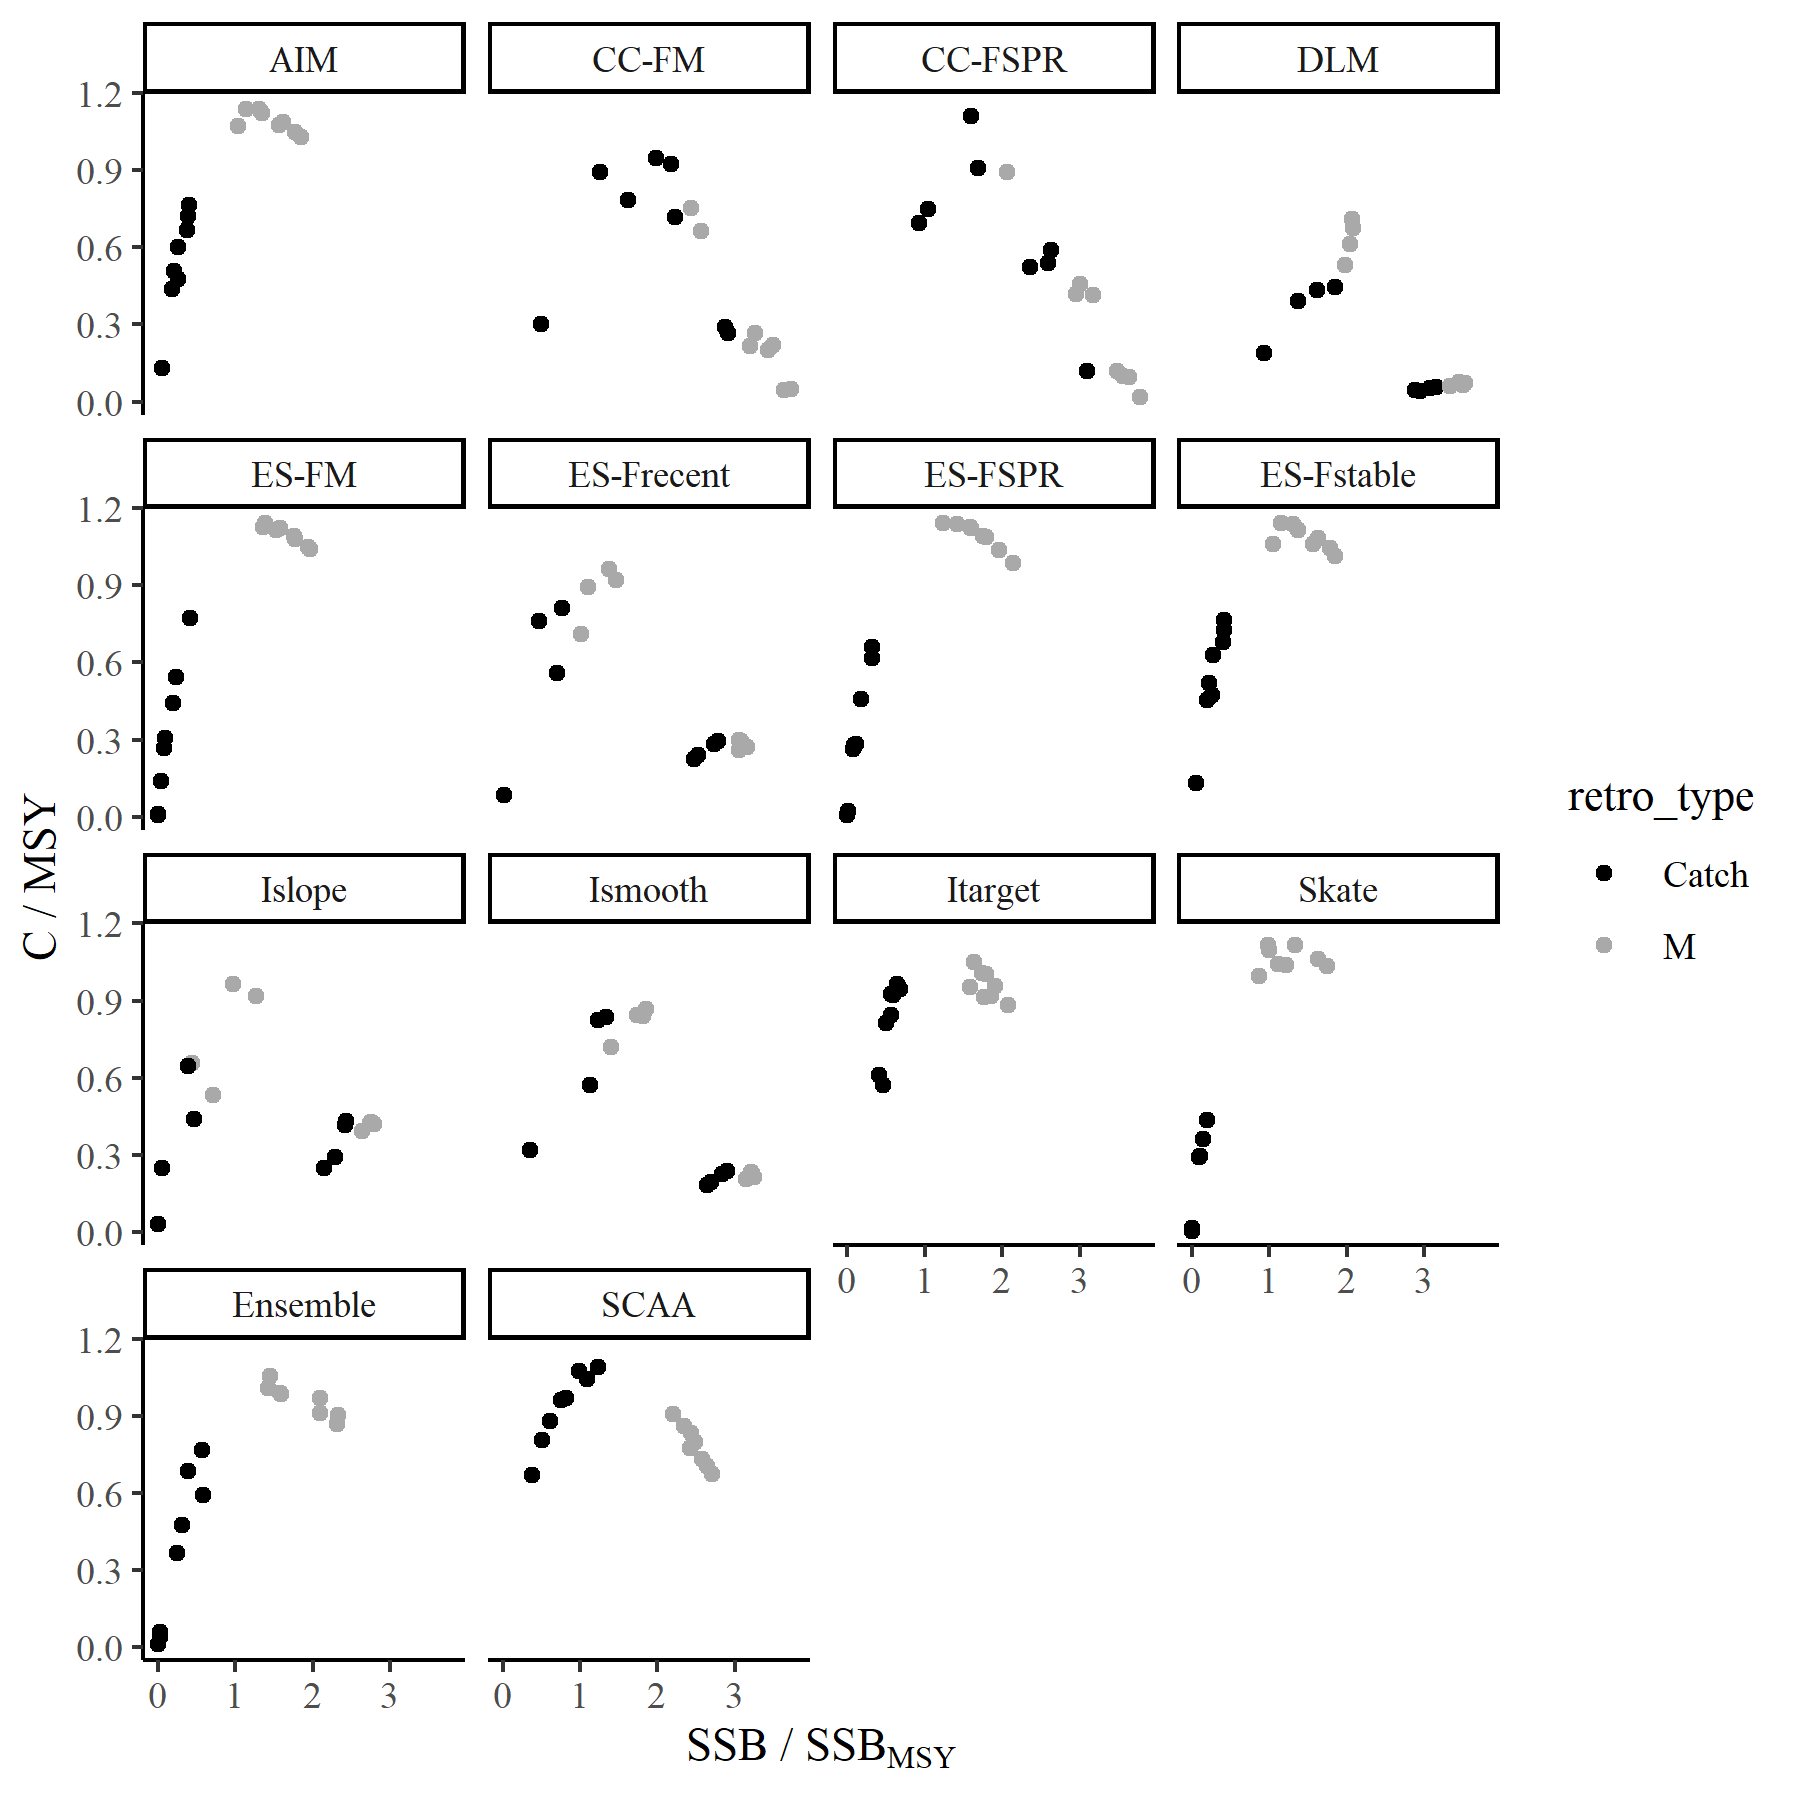 AIM CC-FM CC-FSPR DLM
1.2
0.9
0.6
0.3
0.0
ES-FM ES-Frecent ES-FSPR ES-Fstable
1.2
0.9
0.6
0.3
0.0
Islope Ismooth Itarget Skate
1.2
0.9
0.6
0.3
0.0
0 1 2 3 0 1 2 3
Ensemble SCAA
1.2
0.9
0.6
0.3
0.0
0 1 2 3 0 1 2 3
SSB / SSBMSY
C / MSY
retro_type
Catch
M